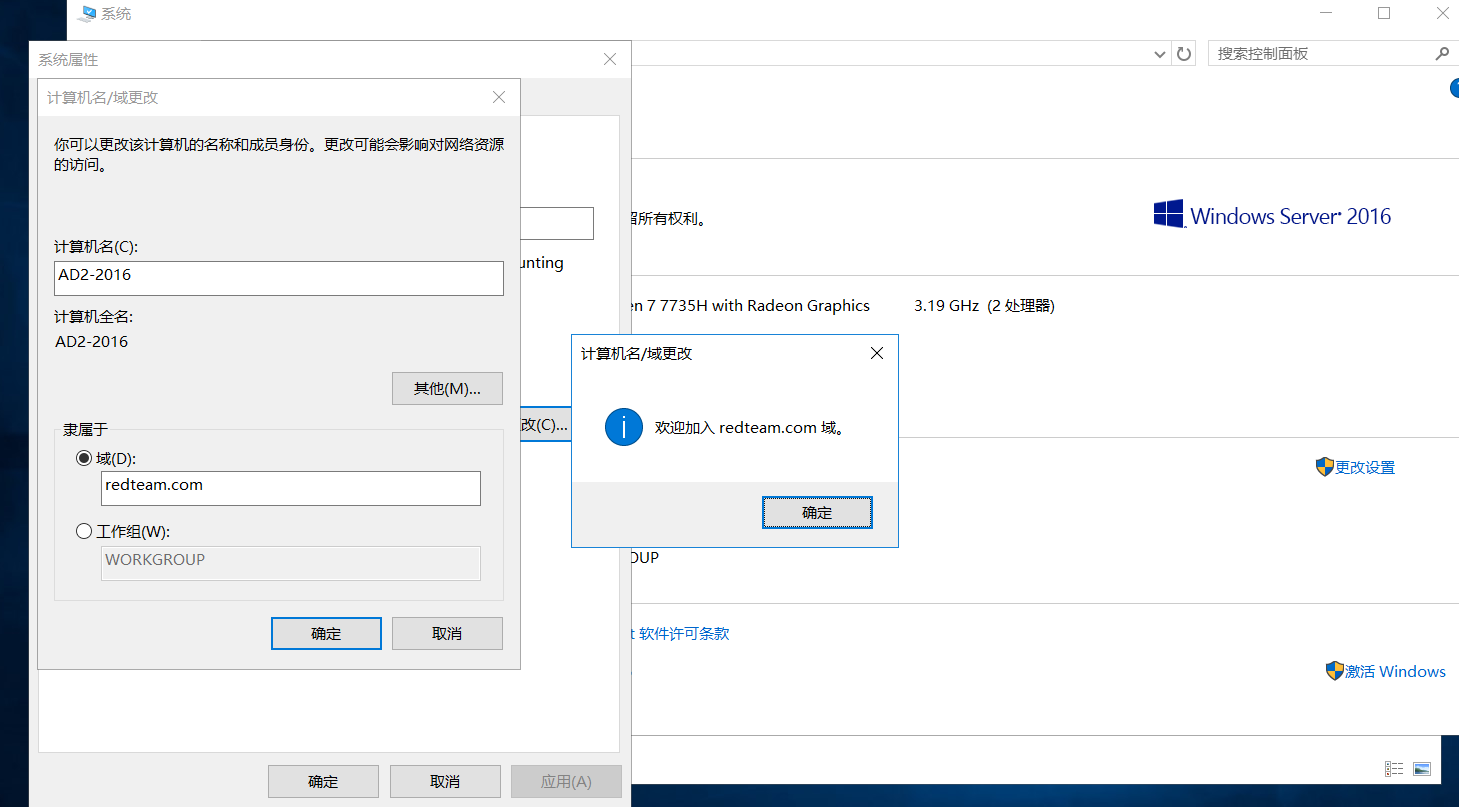 系统
系统属性
搜索控制面板
计算机名/域更改
你可以更改该计算机的名称和成员身份。更改可能会影响对网络资源
的访问。
所有权利。
Windows Server 2016
计算机名(C):
unting
AD2-2016
7 7735H with Radeon Graphics 3.19 GHz (2 处理器)
计算机全名:
AD2-2016
计算机名/域更改
其他(M)...
改(C)...
欢迎加入 redteam.com 域。
隶属于
域(D):
更改设置
redteam.com
确定
工作组(W):
WORKGROUP
OUP
确定
取消
t 软件许可条款
激活 Windows
确定
取消
应用(A)